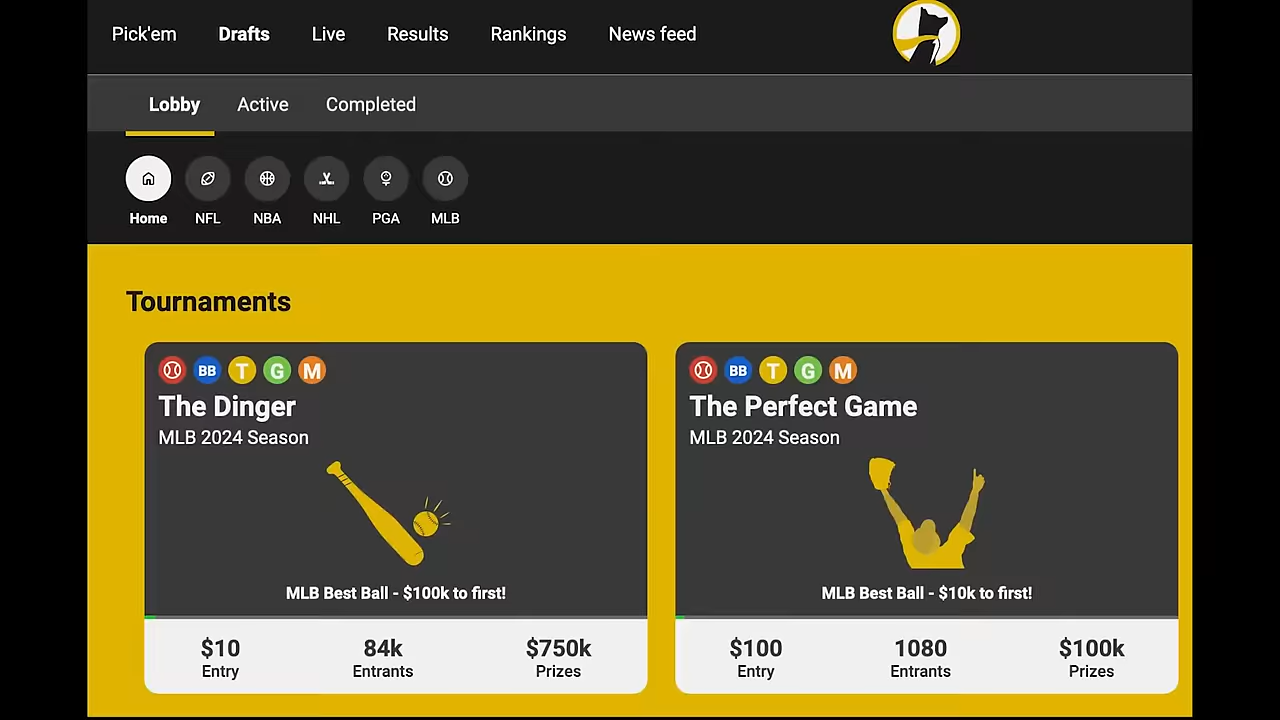 Pick'em Drafts Live Results Rankings News feed
Lobby Active Completed
Home NFL NBA NHL PGA MLB
Tournaments
BB T G M
The Dinger
MLB 2024 Season
MLB Best Ball - $100k to first!
$10 84k $750k
Entry Entrants Prizes
BB T G M
The Perfect Game
MLB 2024 Season
MLB Best Ball - $10k to first!
$100 1080 $100k
Entry Entrants Prizes